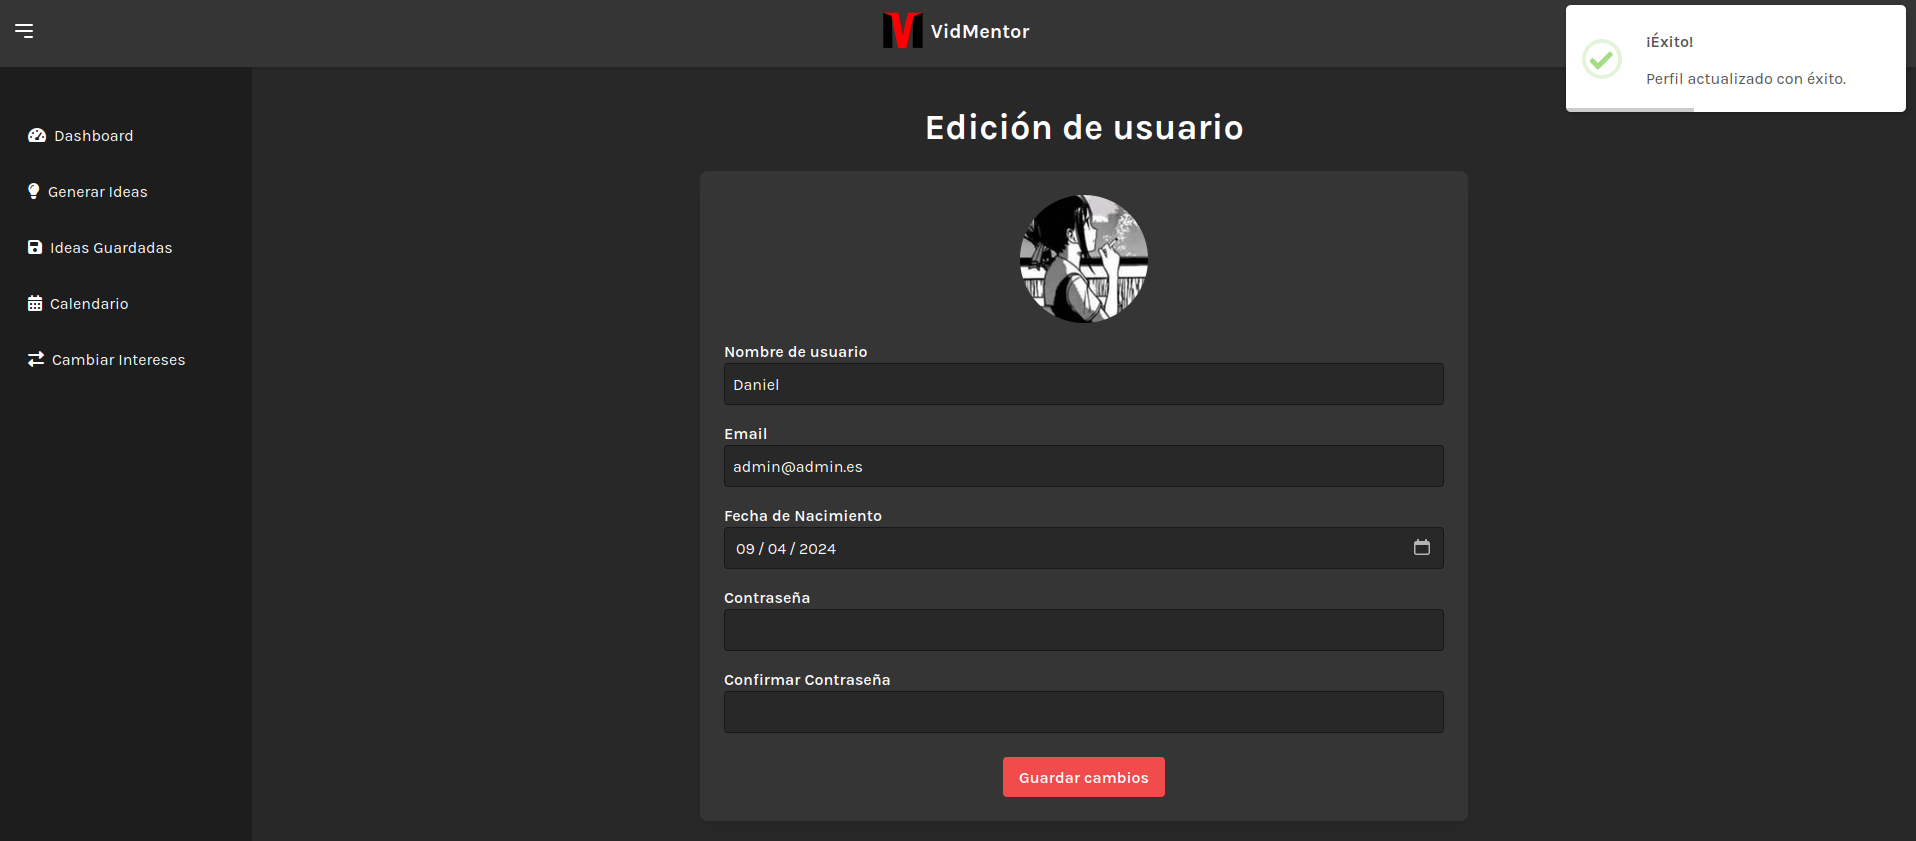 VidMentor
¡Éxito!
Perfil actualizado con éxito.
Dashboard
Generar Ideas
Ideas Guardadas
Calendario
Cambiar Intereses
Edición de usuario
Nombre de usuario
Daniel
Email
admin@admin.es
Fecha de Nacimiento
09 / 04 / 2024
Contraseña
Confirmar Contraseña
Guardar cambios